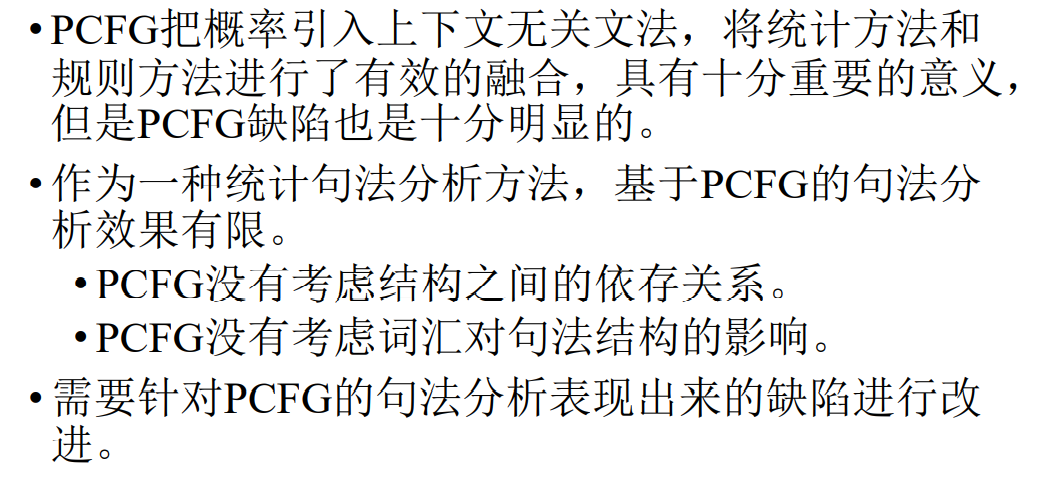 •PCFG把概率引入上下文无关文法，将统计方法和
规则方法进行了有效的融合，具有十分重要的意义，
但是PCFG缺陷也是十分明显的。
•作为一种统计句法分析方法，基于PCFG的句法分
析效果有限。
•PCFG没有考虑结构之间的依存关系。
•PCFG没有考虑词汇对句法结构的影响。
•需要针对PCFG的句法分析表现出来的缺陷进行改
进。